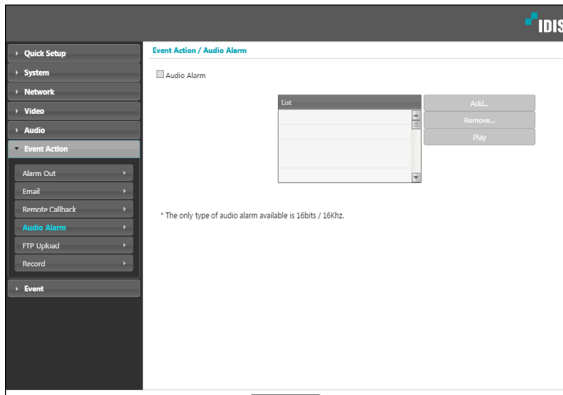 IDIS
Quick Setup
System
Network
Video
Audio
Event Action
Alarm Out
Email
Remote Callback
Audio Alarm
FTP Upload
Record
Event
Event Action / Audio Alarm
Audio Alarm
List
Add...
Remove...
Play
* The only type of audio alarm available is 16bits / 16Khz.